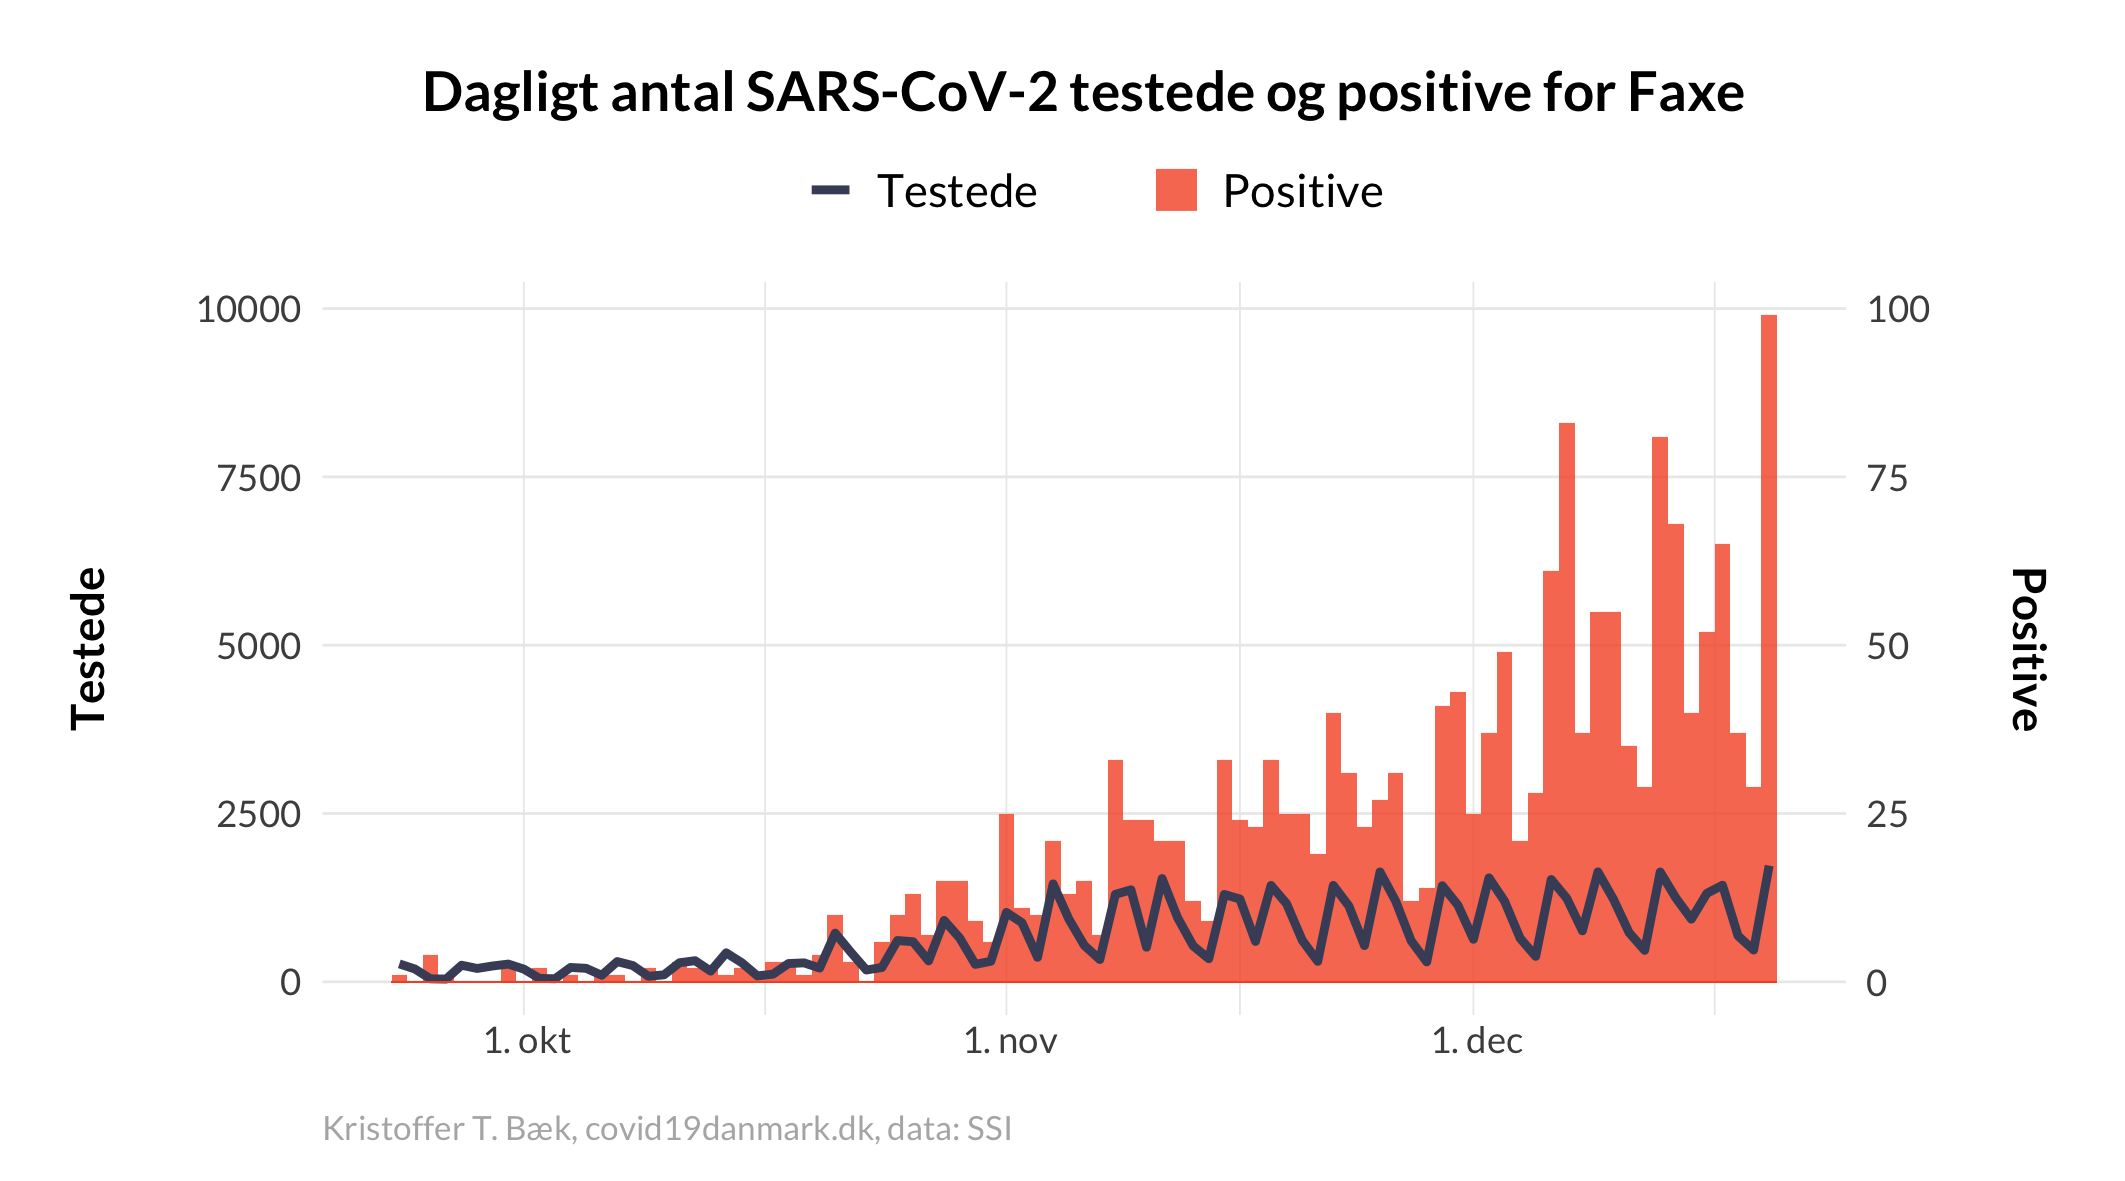 Dagligt antal SARS-CoV-2 testede og positive for Faxe
Testede
Positive
10000
7500
5000
2500
0
100
75
50
25
0
Testede
Positive
1. okt
1. nov
1. dec
Kristoffer T. Bæk, covid19danmark.dk, data: SSI